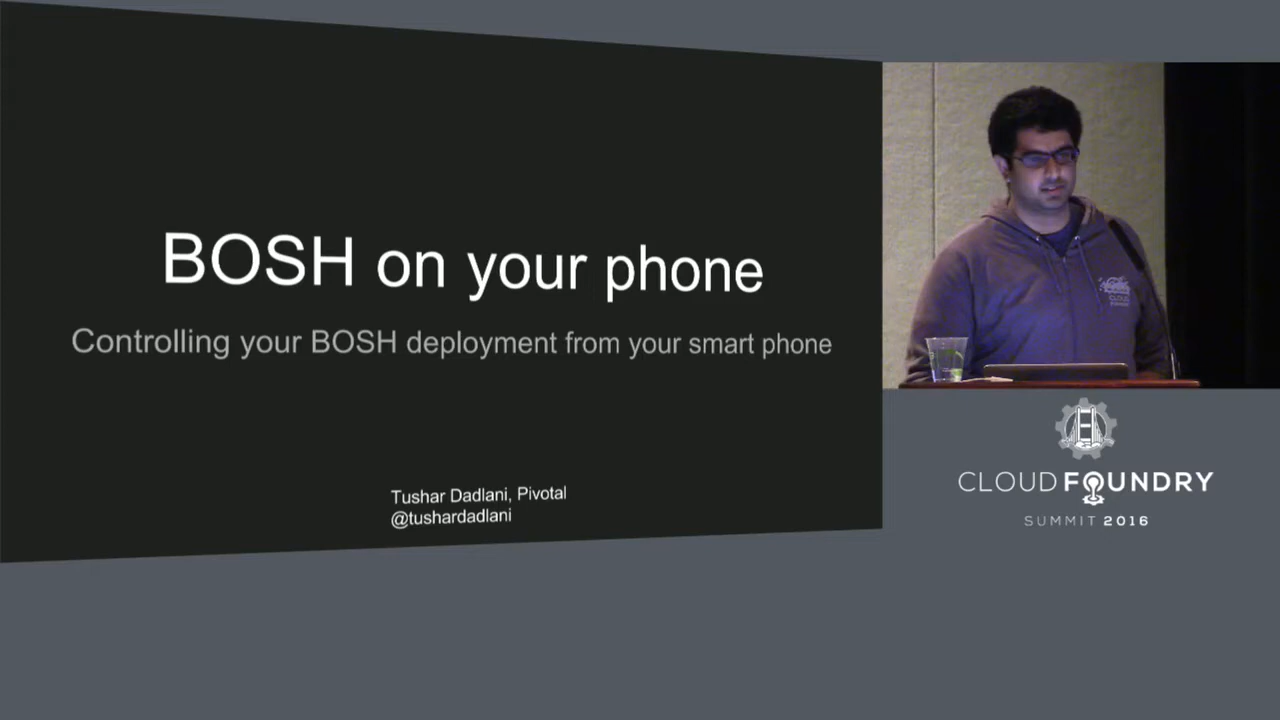 BOSH on your phone
Controlling your BOSH deployment from your smart phone
Tushar Dadlani, Pivotal
@tushardadlani
CLOUD FOUNDRY
SUMMIT 2016